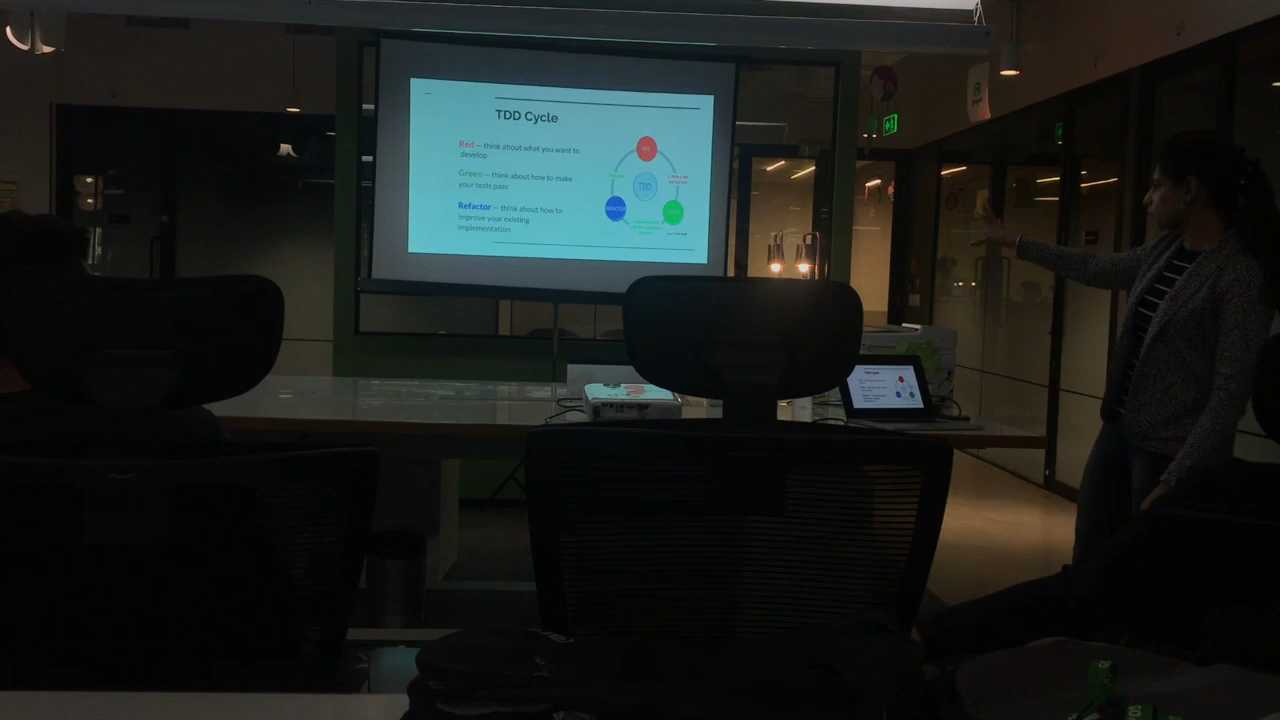 TDD Cycle
Red – think about what you want to
develop
Green – think about how to make
your tests pass
Refactor – think about how to
improve your existing
implementation
TDD
REFACTOR